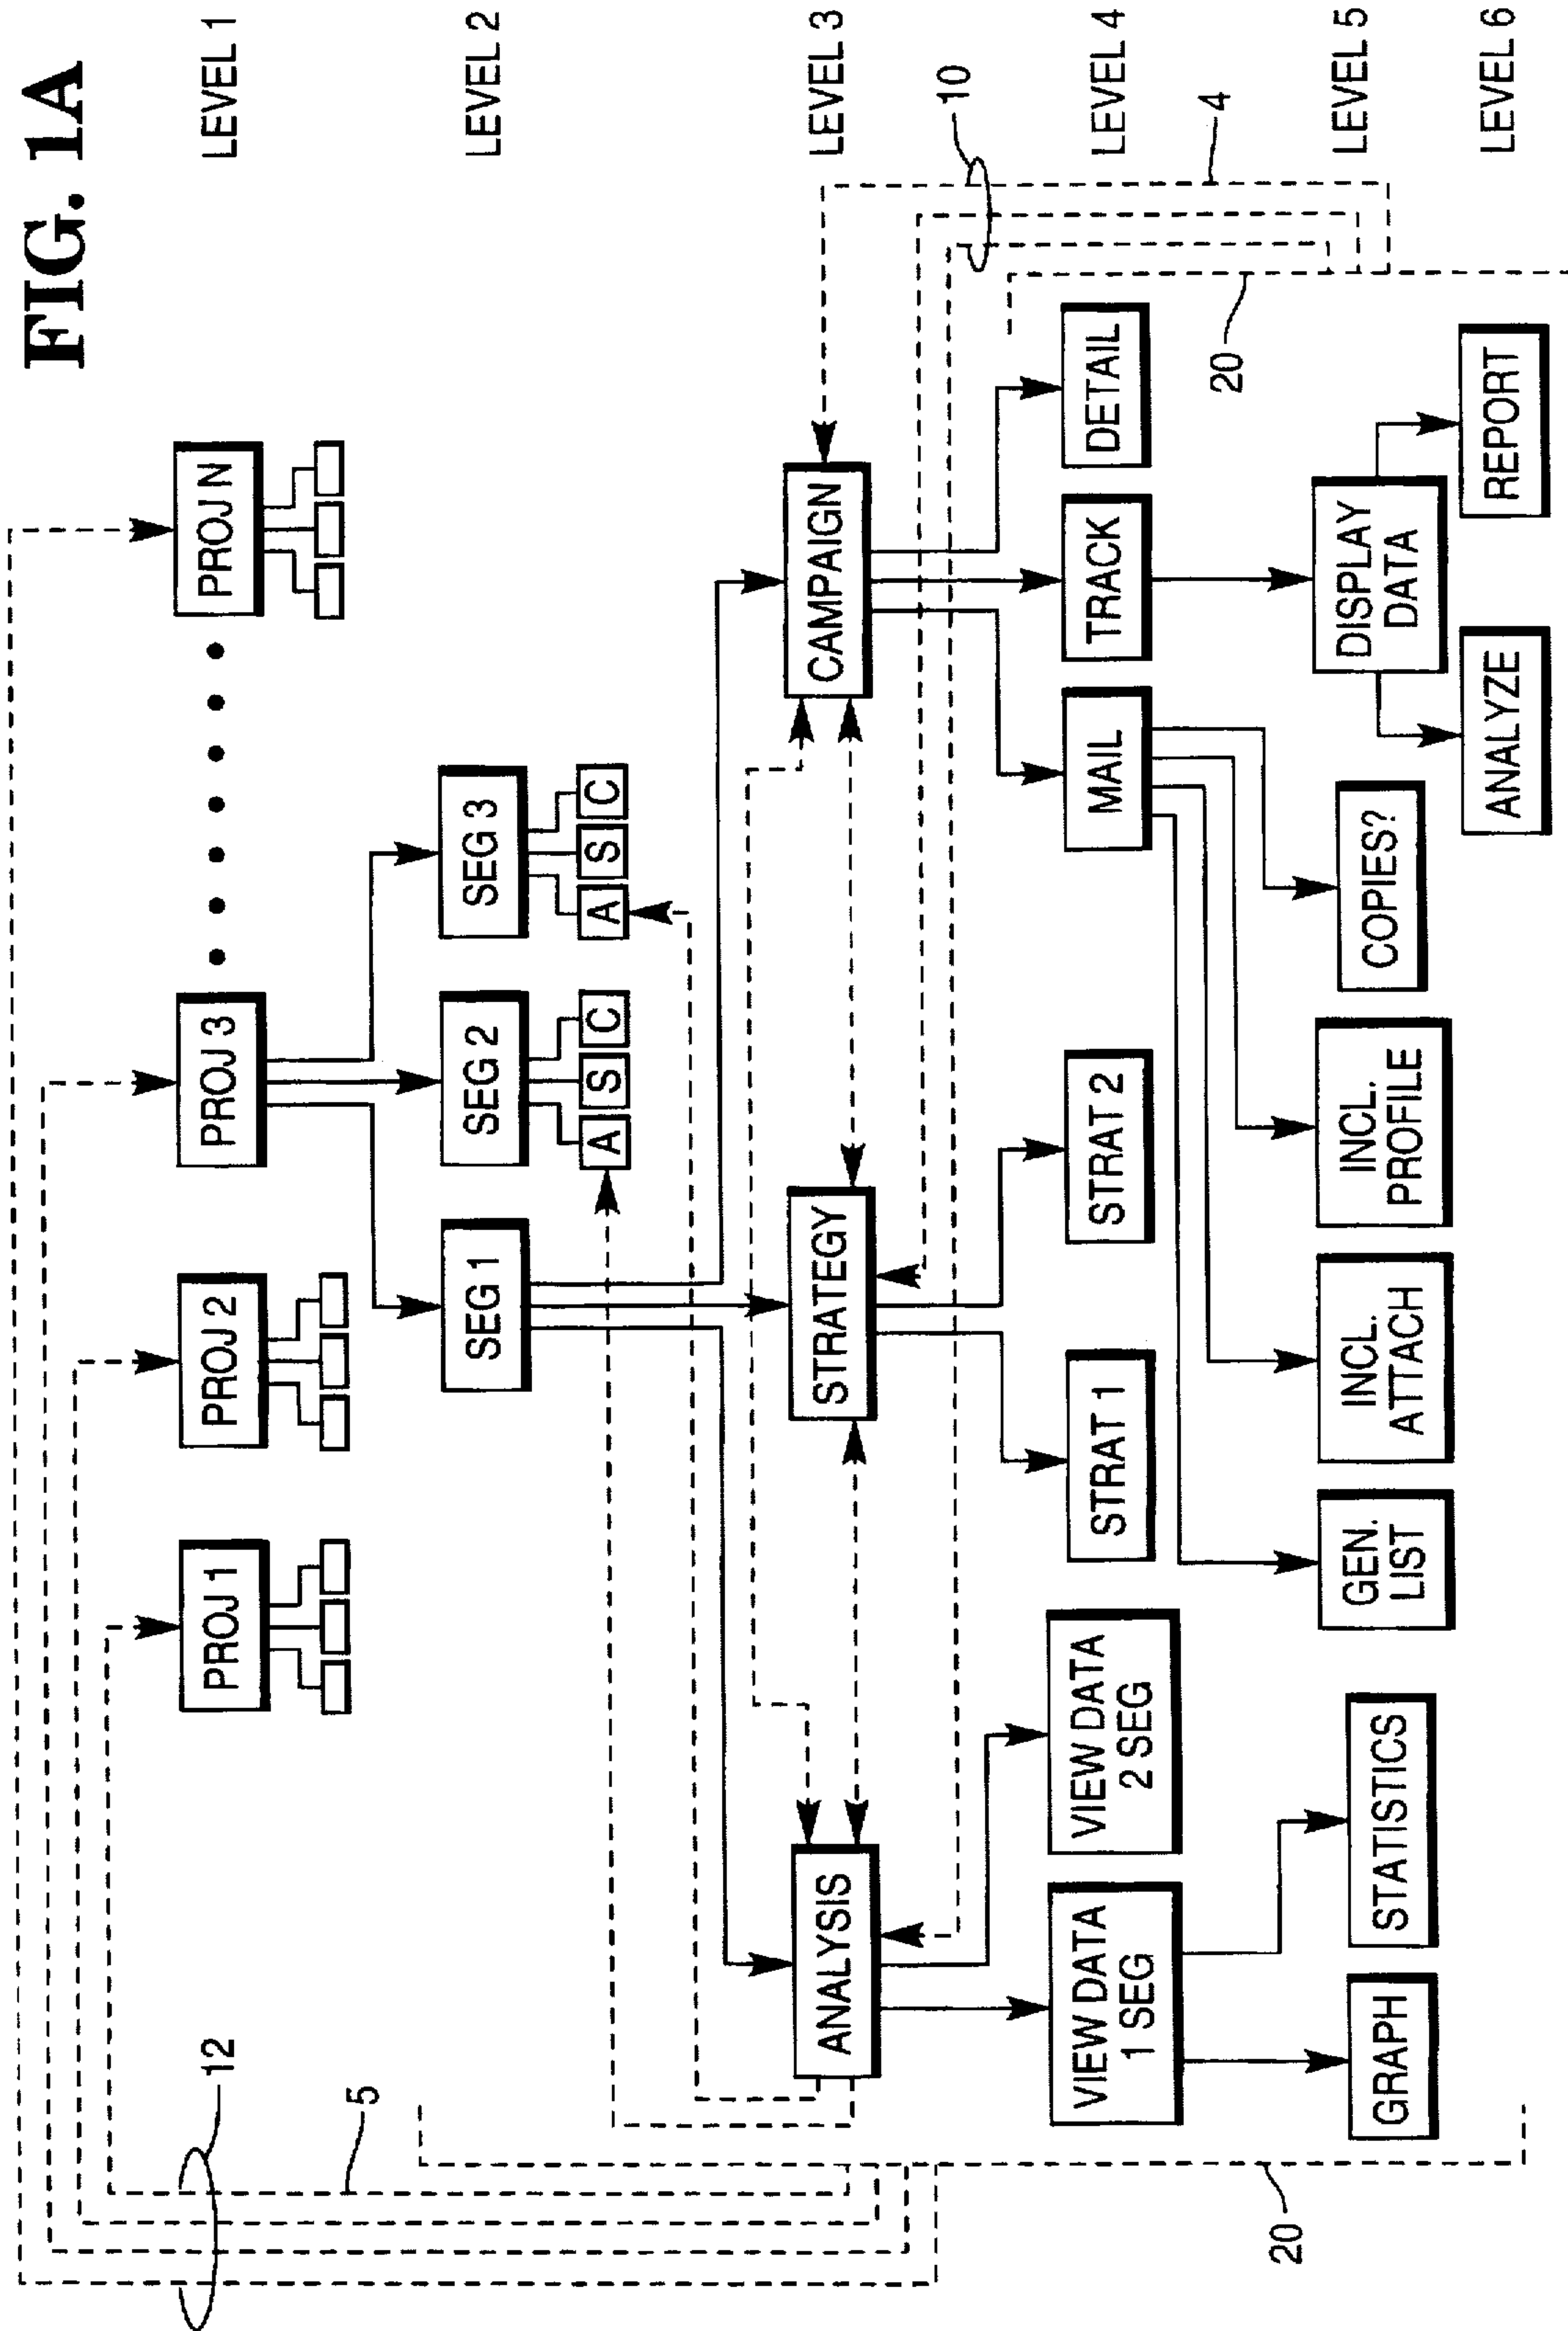 FIG. 1A
LEVEL 1
PROJ 1
PROJ 2
PROJ 3
PROJ N
12
5
LEVEL 2
SEG 1
SEG 2
SEG 3
A
S
C
A
S
C
LEVEL 3
ANALYSIS
STRATEGY
CAMPAIGN
10
LEVEL 4
VIEW DATA
1 SEG
VIEW DATA
2 SEG
STRAT 1
STRAT 2
MAIL
TRACK
DETAIL
4
20
20
LEVEL 5
GRAPH
STATISTICS
GEN.
LIST
INCL.
ATTACH
INCL.
PROFILE
COPIES?
DISPLAY
DATA
LEVEL 6
ANALYZE
REPORT